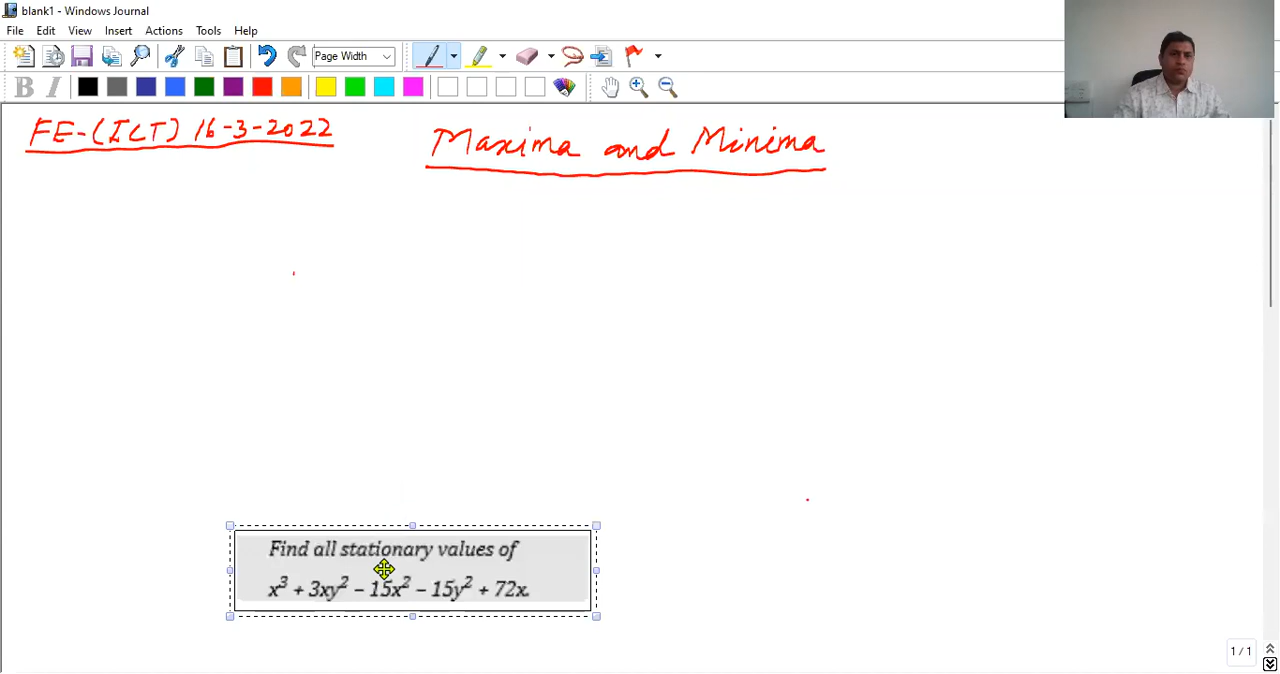 blank1 - Windows Journal
File Edit View Insert Actions Tools Help
Page Width
B I
FE-(ICT) 16-3-2022
Maxima and Minima
Find all stationary values of
x³ + 3xy² − 15x² − 15y² + 72x.
1 / 1